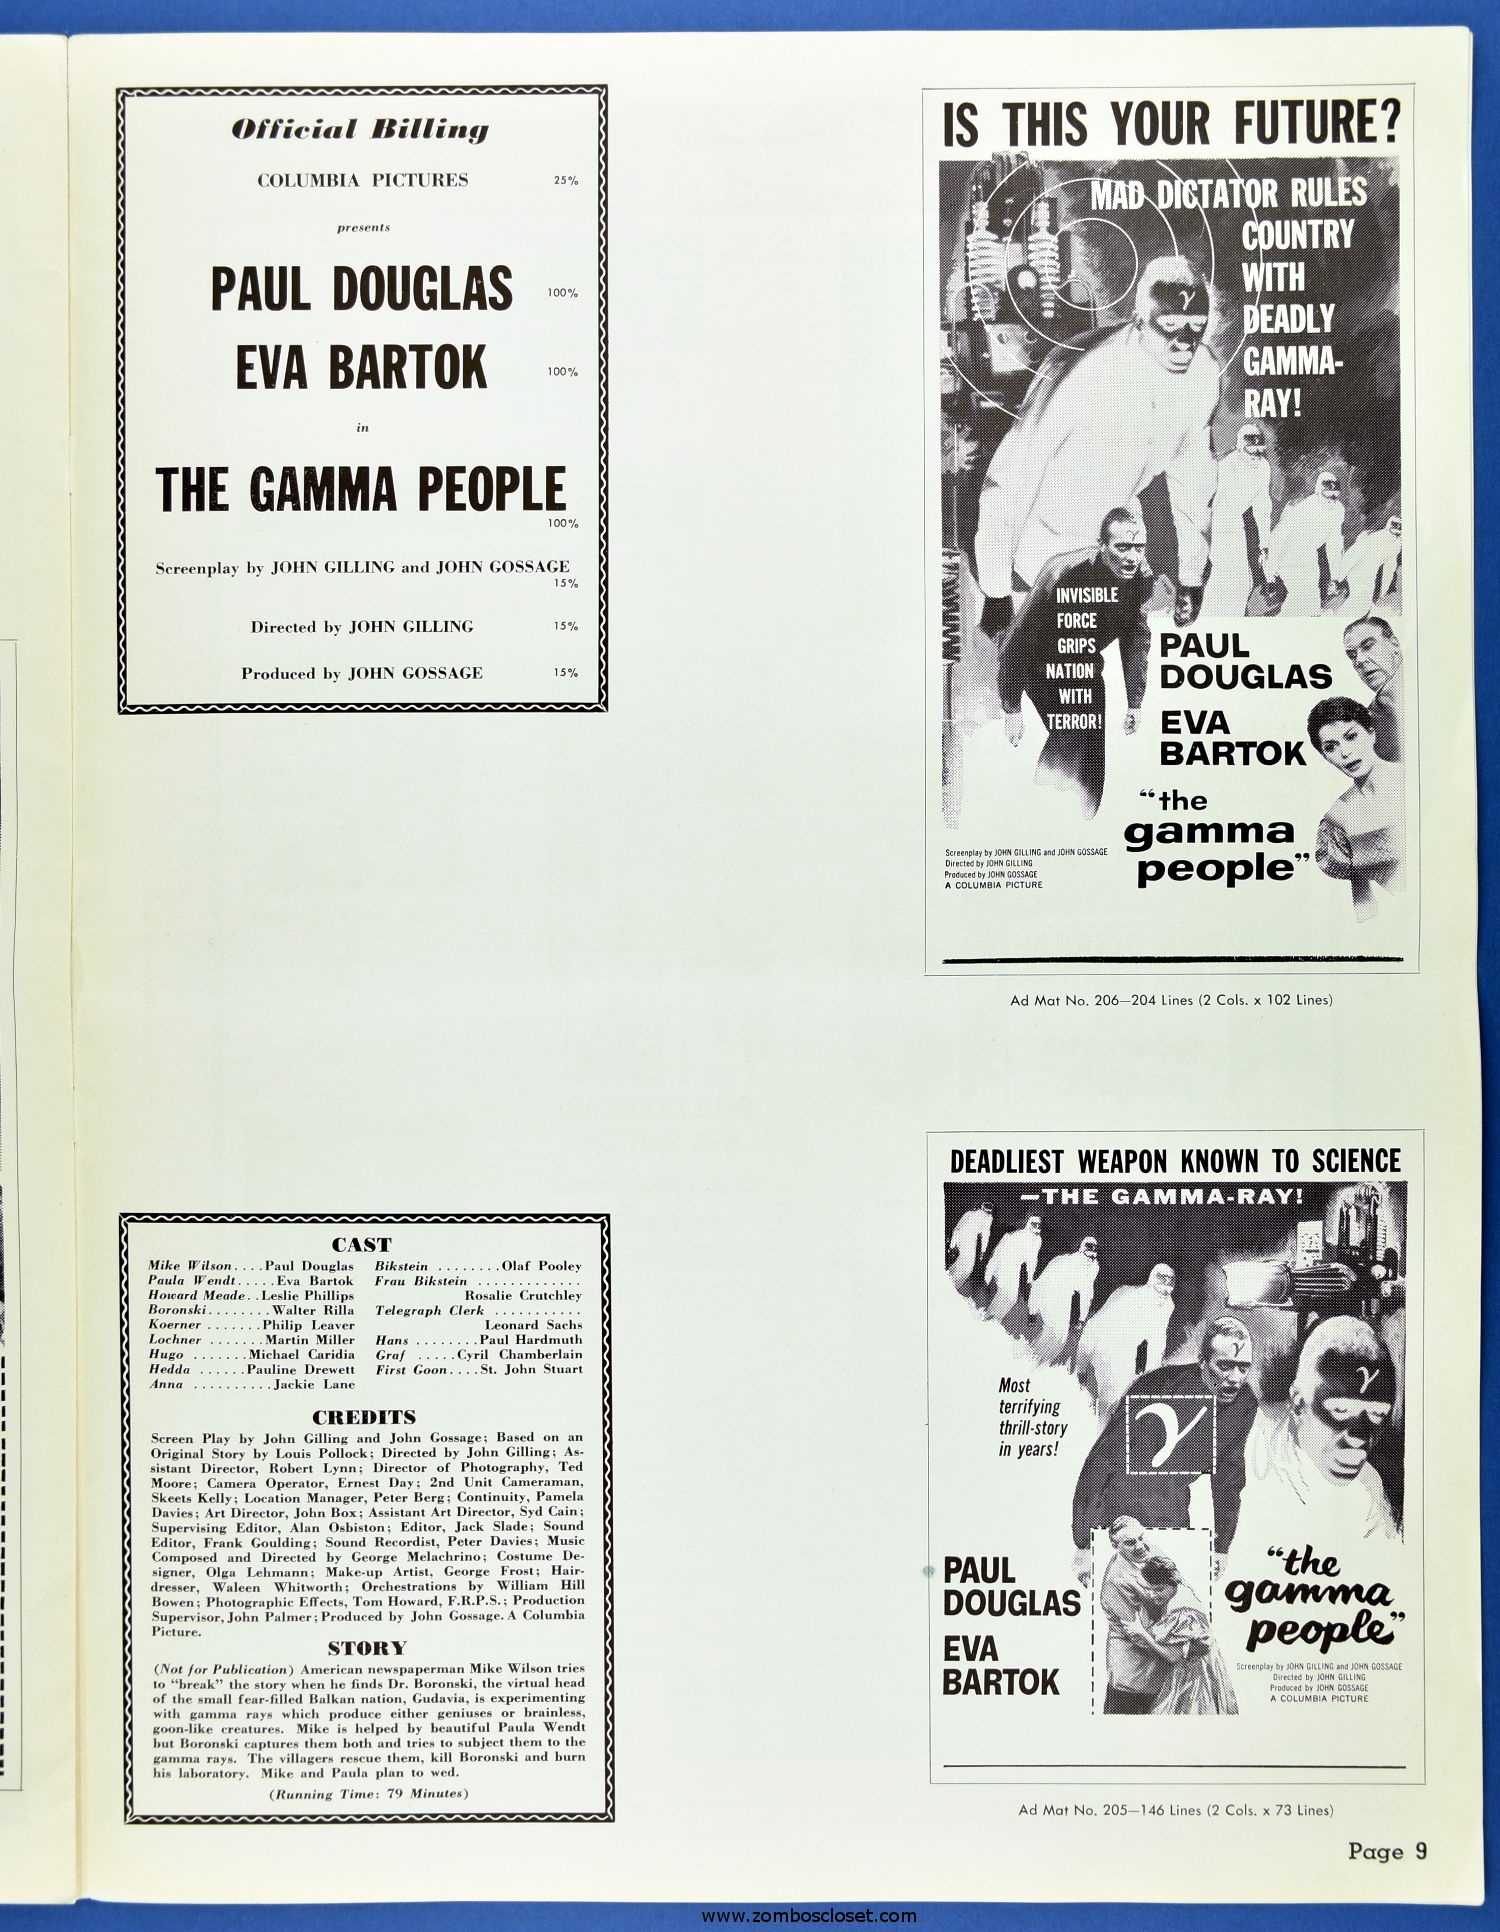 Official Billing
COLUMBIA PICTURES 25%
presents
PAUL DOUGLAS 100%
EVA BARTOK 100%
in
THE GAMMA PEOPLE
100%
Screenplay by JOHN GILLING and JOHN GOSSAGE
15%
Directed by JOHN GILLING 15%
Produced by JOHN GOSSAGE 15%
CAST
Mike Wilson....Paul Douglas
Paula Wendt.....Eva Bartok
Howard Meade..Leslie Phillips
Boronski........Walter Rilla
Koerner .......Philip Leaver
Lochner .......Martin Miller
Hugo .......Michael Caridia
Hedda ......Pauline Drewett
Anna ..........Jackie Lane
Bikstein ........Olaf Pooley
Frau Bikstein .............
Rosalie Crutchley
Telegraph Clerk ...........
Leonard Sachs
Hans ........Paul Hardmuth
Graf .....Cyril Chamberlain
First Goon....St. John Stuart
CREDITS
Screen Play by John Gilling and John Gossage; Based on an
Original Story by Louis Pollock; Directed by John Gilling; As-
sistant Director, Robert Lynn; Director of Photography, Ted
Moore; Camera Operator, Ernest Day; 2nd Unit Cameraman,
Skeets Kelly; Location Manager, Peter Berg; Continuity, Pamela
Davies; Art Director, John Box; Assistant Art Director, Syd Cain;
Supervising Editor, Alan Osbiston; Editor, Jack Slade; Sound
Editor, Frank Goulding; Sound Recordist, Peter Davies; Music
Composed and Directed by George Melachrino; Costume De-
signer, Olga Lehmann; Make-up Artist, George Frost; Hair-
dresser, Waleen Whitworth; Orchestrations by William Hill
Bowen; Photographic Effects, Tom Howard, F.R.P.S.; Production
Supervisor, John Palmer; Produced by John Gossage. A Columbia
Picture.
STORY
(Not for Publication) American newspaperman Mike Wilson tries
to "break" the story when he finds Dr. Boronski, the virtual head
of the small fear-filled Balkan nation, Gudavia, is experimenting
with gamma rays which produce either geniuses or brainless,
goon-like creatures. Mike is helped by beautiful Paula Wendt
but Boronski captures them both and tries to subject them to the
gamma rays. The villagers rescue them, kill Boronski and burn
his laboratory. Mike and Paula plan to wed.
(Running Time: 79 Minutes)
IS THIS YOUR FUTURE?
MAD DICTATOR RULES
COUNTRY
WITH
DEADLY
GAMMA-
RAY!
γ
γ
INVISIBLE
FORCE
GRIPS
NATION
WITH
TERROR!
PAUL
DOUGLAS
EVA
BARTOK
"the
gamma
people"
Screenplay by JOHN GILLING and JOHN GOSSAGE
Directed by JOHN GILLING
Produced by JOHN GOSSAGE
A COLUMBIA PICTURE
Ad Mat No. 206—204 Lines (2 Cols. x 102 Lines)
DEADLIEST WEAPON KNOWN TO SCIENCE
—THE GAMMA-RAY!
γ
γ
Most
terrifying
thrill-story
in years!
γ
PAUL
DOUGLAS
EVA
BARTOK
"the
gamma
people"
Screenplay by JOHN GILLING and JOHN GOSSAGE
Directed by JOHN GILLING
Produced by JOHN GOSSAGE
A COLUMBIA PICTURE
Ad Mat No. 205—146 Lines (2 Cols. x 73 Lines)
Page 9
www.zomboscloset.com